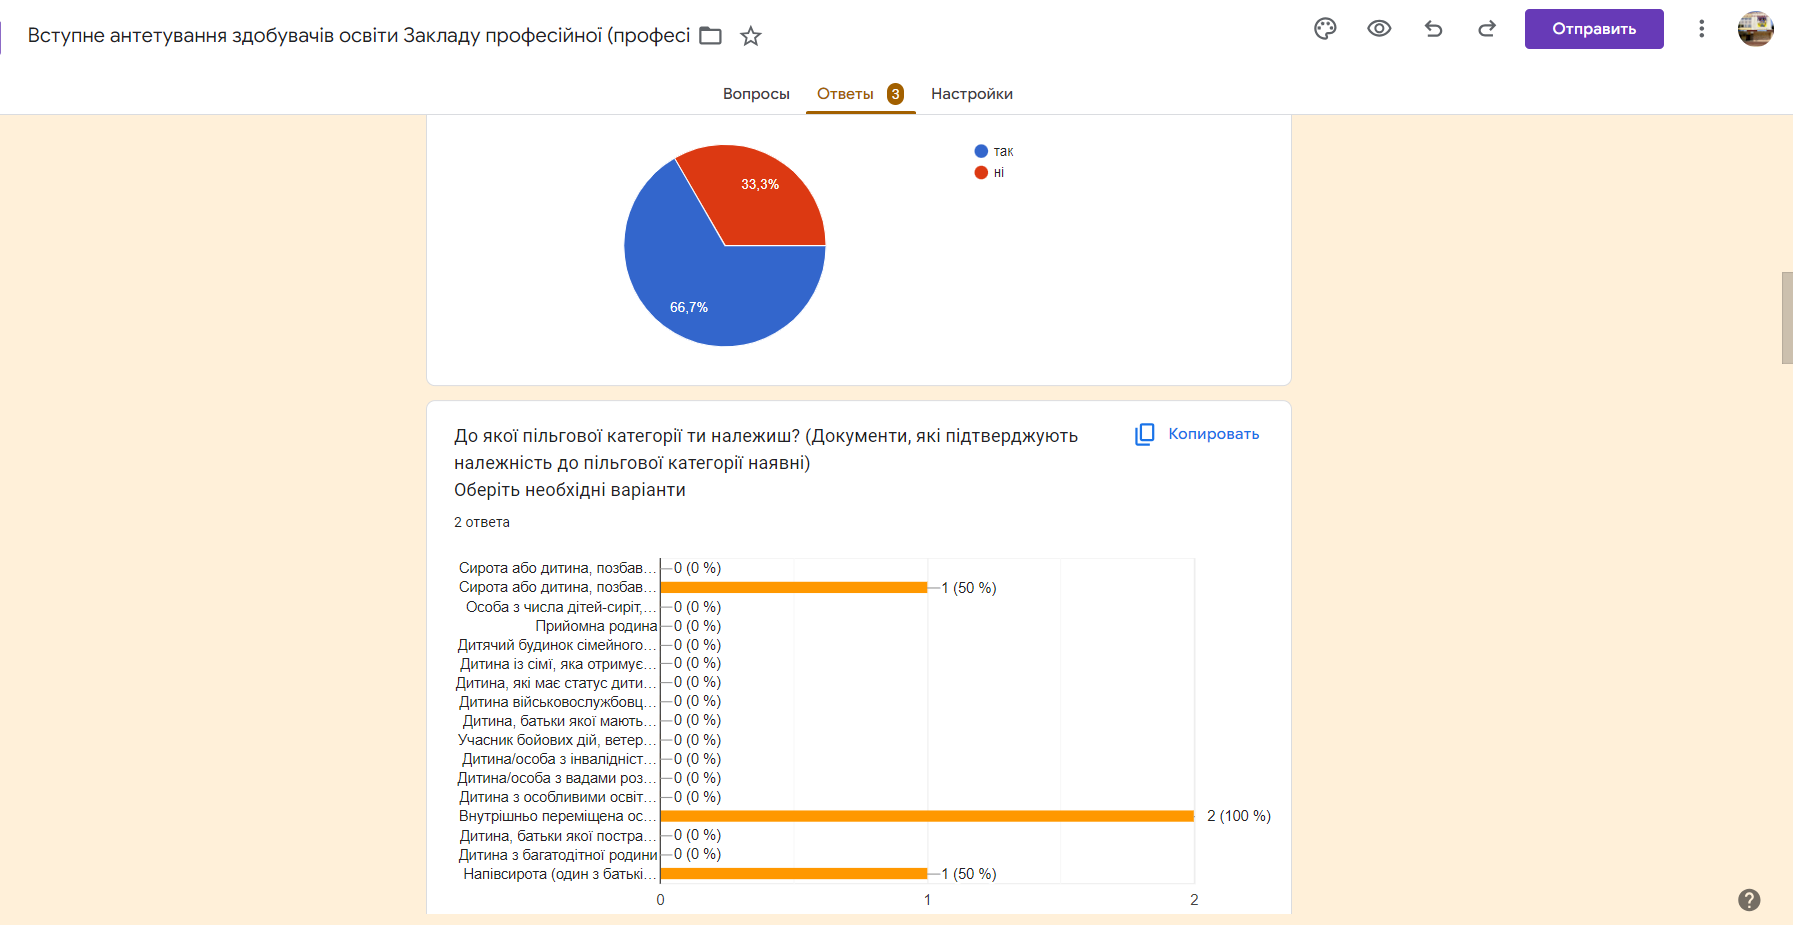 Вступне антетування здобувачів освіти Закладу професійної (професі
Отправить
Вопросы Ответы 3 Настройки
так
ні
33,3%
66,7%
До якої пільгової категорії ти належиш? (Документи, які підтверджують
належність до пільгової категорії наявні)
Оберіть необхідні варіанти
Копировать
2 ответа
Сирота або дитина, позбав… 0 (0 %)
Сирота або дитина, позбав… 1 (50 %)
Особа з числа дітей-сиріт,… 0 (0 %)
Прийомна родина 0 (0 %)
Дитячий будинок сімейного… 0 (0 %)
Дитина із сімї, яка отримує… 0 (0 %)
Дитина, які має статус дити… 0 (0 %)
Дитина військовослужбовц… 0 (0 %)
Дитина, батьки якої мають… 0 (0 %)
Учасник бойових дій, ветер… 0 (0 %)
Дитина/особа з інвалідніст… 0 (0 %)
Дитина/особа з вадами роз… 0 (0 %)
Дитина з особливими освіт… 0 (0 %)
Внутрішньо переміщена ос… 2 (100 %)
Дитина, батьки якої постра… 0 (0 %)
Дитина з багатодітної родини 0 (0 %)
Напівсирота (один з батькі… 1 (50 %)
0 1 2